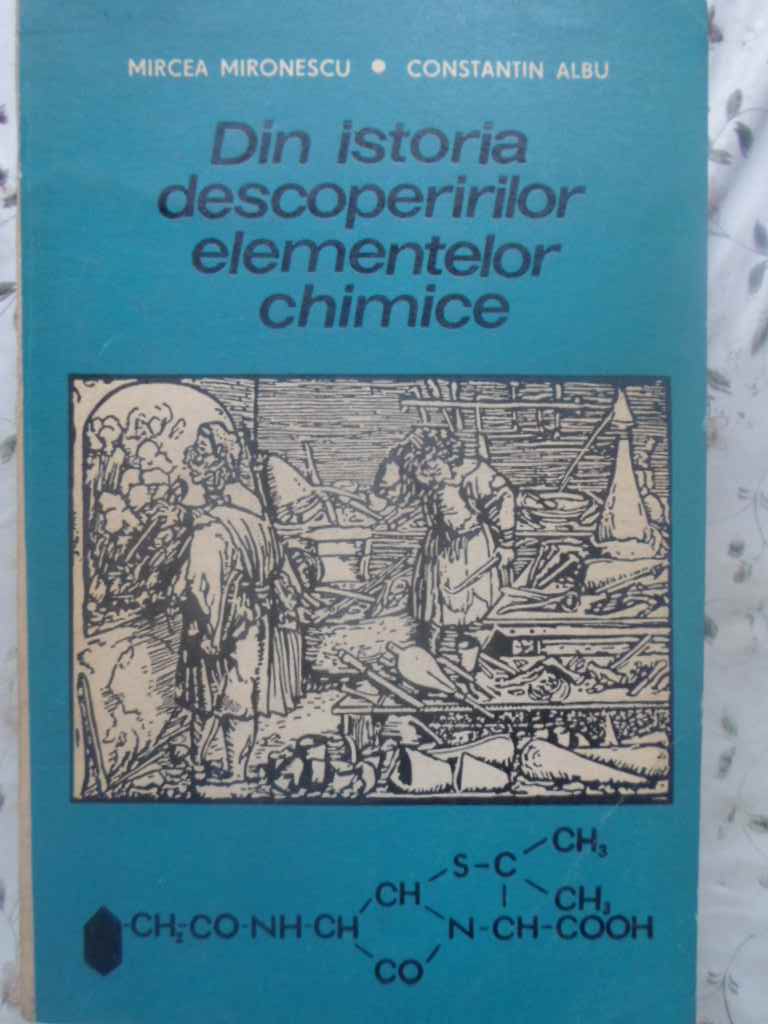 MIRCEA MIRONESCU • CONSTANTIN ALBU
Din istoria
descoperirilor
elementelor
chimice
CH₃
S-C
CH
CH₃
CH₂-CO-NH-CH
N-CH-COOH
CO